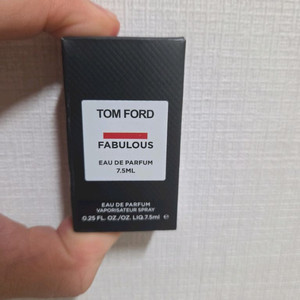 TOM FORD
FABULOUS
EAU DE PARFUM
7.5ML
EAU DE PARFUM
VAPORISATEUR SPRAY
0.25 FL. OZ./OZ. LIQ.7.5ml ℮